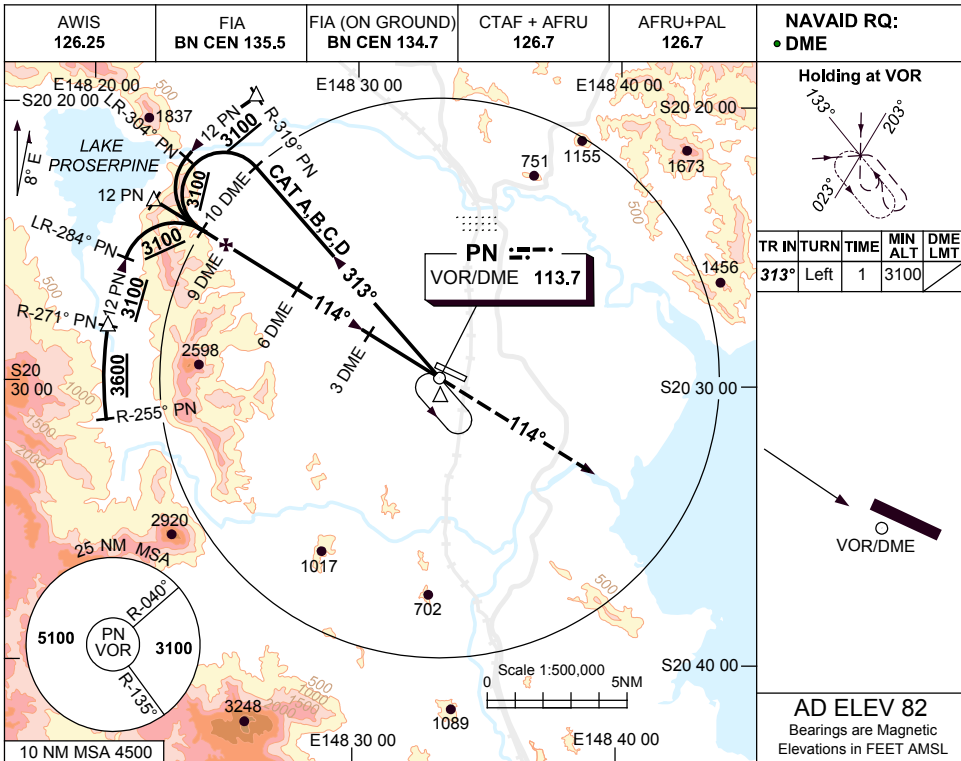 AWIS
126.25
FIA
BN CEN 135.5
FIA (ON GROUND)
BN CEN 134.7
CTAF + AFRU
126.7
AFRU+PAL
126.7
NAVAID RQ:
DME
E148 20 00
E148 30 00
E148 40 00
S20 20 00
S20 20 00
500
1837
LR-304° PN
12 PN
3100
R-319° PN
LAKE
PROSERPINE
8° E
12 PN
3100
10 DME
CAT A,B,C,D
313°
751
1155
1673
500
LR-284° PN
3100
9 DME
PN
VOR/DME 113.7
1456
12 PN
3100
R-271° PN
6 DME
114°
3 DME
2598
S20
30 00
3600
R-255° PN
S20 30 00
500
1000
1500
2000
114°
2920
25 NM MSA
1017
702
500
R-040°
5100
PN
VOR
3100
R-135°
Scale 1:500,000
0
5NM
S20 40 00
500
1000
1500
3248
1089
10 NM MSA 4500
E148 30 00
E148 40 00
Holding at VOR
133°
203°
023°
TR IN TURN TIME MIN ALT DME LMT
313° Left 1 3100
VOR/DME
AD ELEV 82
Bearings are Magnetic
Elevations in FEET AMSL